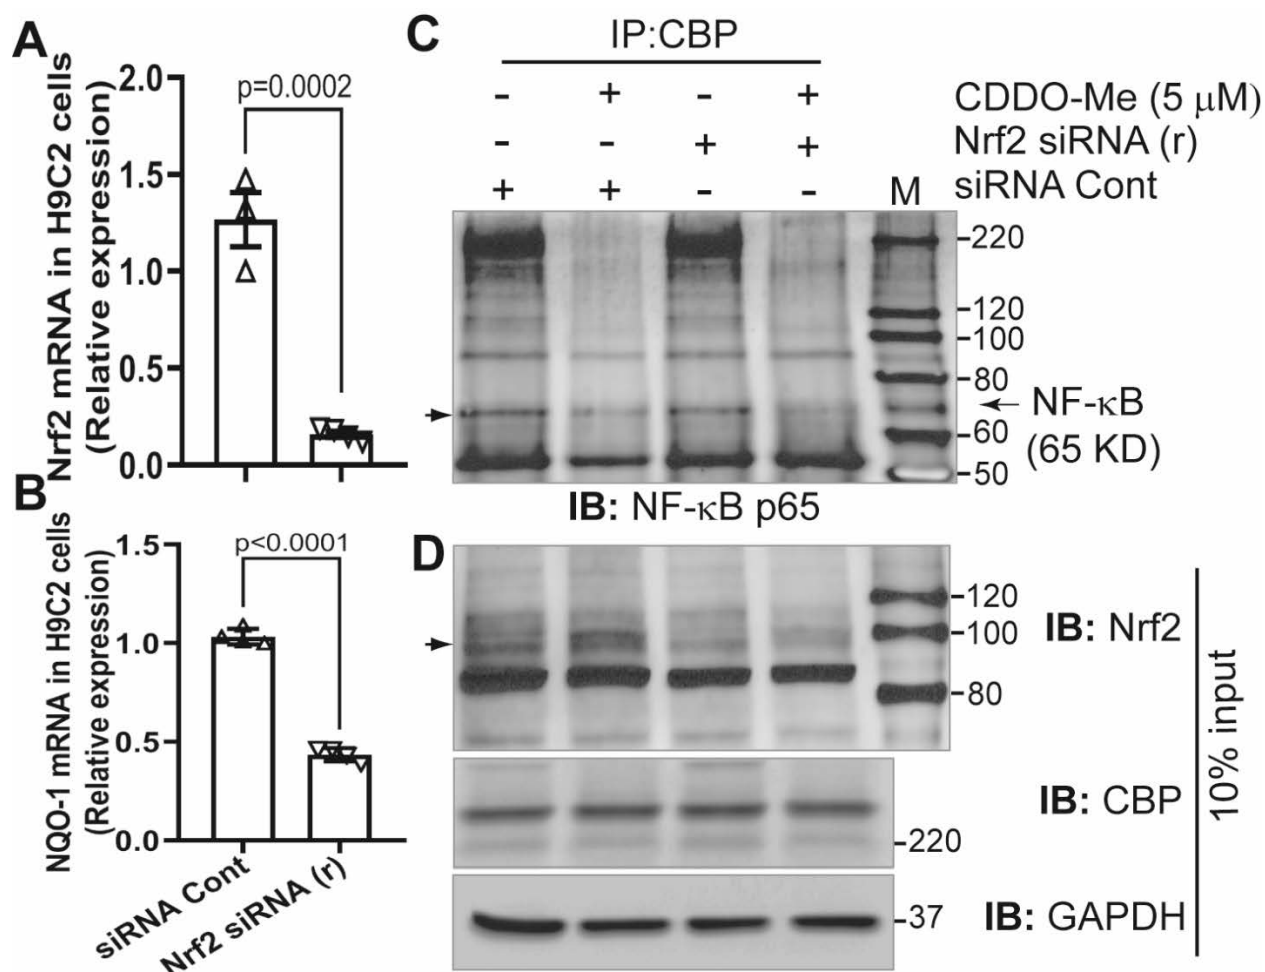 A
Nrf2 mRNA in H9C2 cells
(Relative expression)
2.0
1.5
1.0
0.5
0.0
p=0.0002
B
NQO-1 mRNA in H9C2 cells
(Relative expression)
1.5
1.0
0.5
0.0
p<0.0001
siRNA Cont
Nrf2 siRNA (r)
C
IP:CBP
- + - + CDDO-Me (5 μM)
- - + + Nrf2 siRNA (r)
+ + - - siRNA Cont
M
-220
-120
-100
-80
-60
-50
NF-κB
(65 KD)
IB: NF-κB p65
D
-120
-100
-80
IB: Nrf2
IB: CBP
-220
-37
IB: GAPDH
10% input